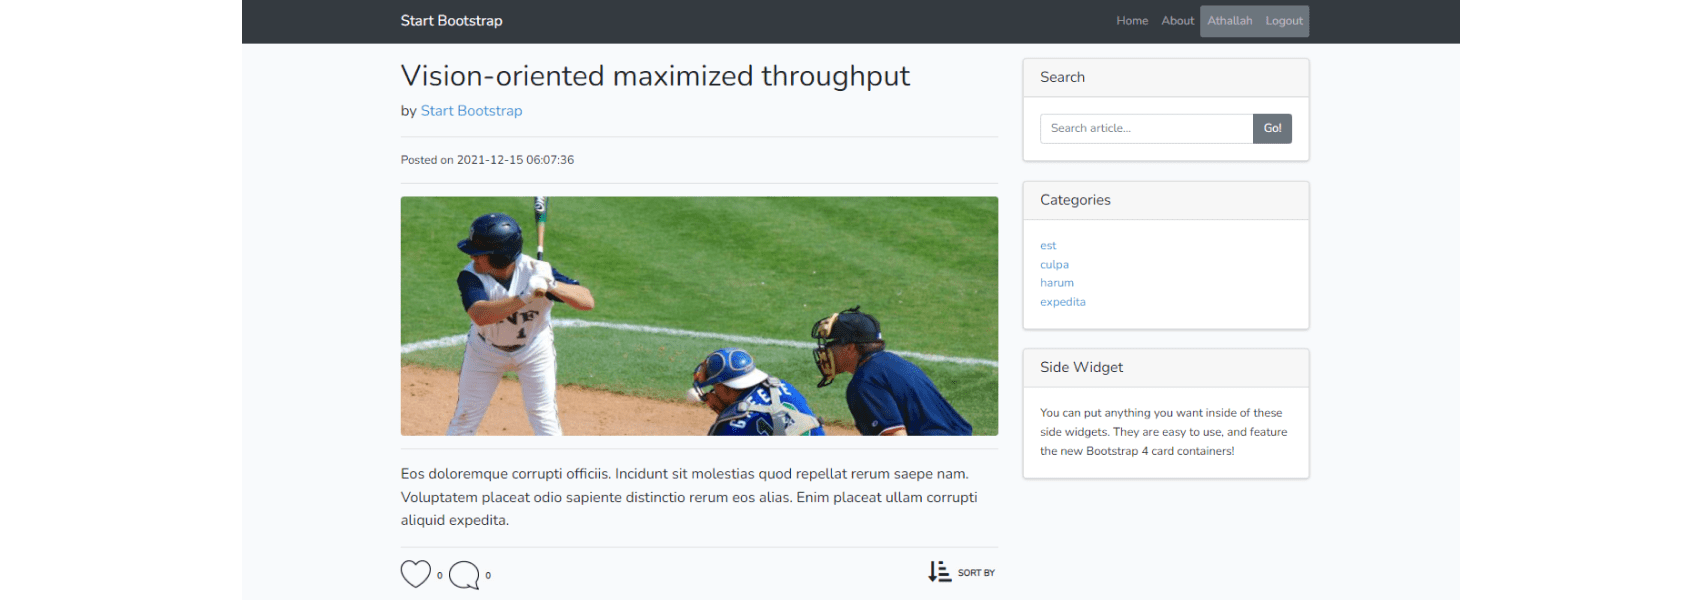 Start Bootstrap
Home About Athallah Logout
Vision-oriented maximized throughput
by Start Bootstrap
Posted on 2021-12-15 06:07:36
1
GREENE
Eos doloremque corrupti officiis. Incidunt sit molestias quod repellat rerum saepe nam.
Voluptatem placeat odio sapiente distinctio rerum eos alias. Enim placeat ullam corrupti
aliquid expedita.
0 0 SORT BY
Search
Search article... Go!
Categories
est
culpa
harum
expedita
Side Widget
You can put anything you want inside of these
side widgets. They are easy to use, and feature
the new Bootstrap 4 card containers!